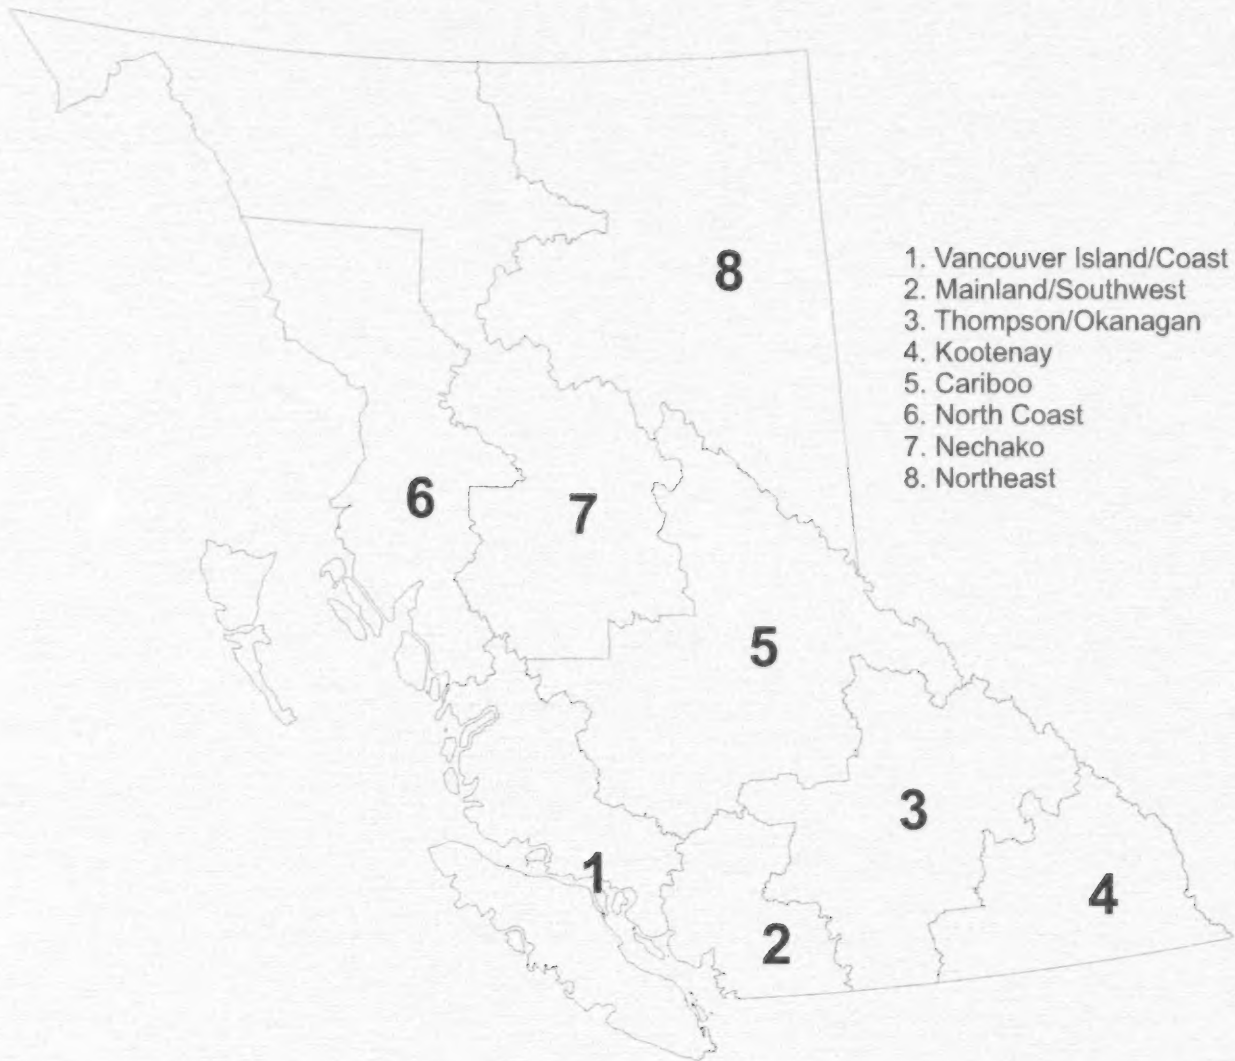 8
1. Vancouver Island/Coast
2. Mainland/Southwest
3. Thompson/Okanagan
4. Kootenay
5. Cariboo
6. North Coast
7. Nechako
8. Northeast
6
7
5
3
1
4
2